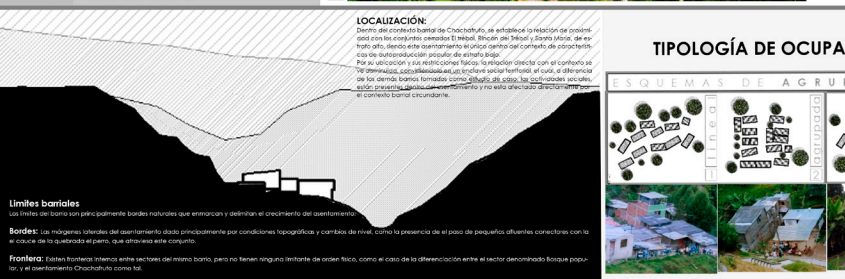 LOCALIZACIÓN:
Dentro del contexto barrial de Chachafruto, se establece la relación de proximi-
dad con los conjuntos cerrados El trébol, Rincón del Trébol y Santa María, de es-
trato alto, siendo este asentamiento el único dentro del contexto de característi-
cas de autoproducción popular de estrato bajo.
Por su ubicación y sus restricciones físicas, la relación directa con el contexto se
ve disminuida, convirtiéndolo en un enclave social territorial, el cual, a diferencia
de los demás barrios tomados como estudio de caso, las actividades sociales,
están presentes dentro del asentamiento y no esta afectado directamente por
el contexto barrial circundante.
Limites barriales
Los límites del barrio son principalmente bordes naturales que enmarcan y delimitan el crecimiento del asentamiento:
Bordes: Las márgenes laterales del asentamiento dado principalmente por condiciones topográficas y cambios de nivel, como la presencia de el paso de pequeños afluentes conectores con la
el cauce de la quebrada el perro, que atraviesa este conjunto.
Frontera: Existen fronteras internas entre sectores del mismo barrio, pero no tienen ninguna limitante de orden físico, como el caso de la diferenciación entre el sector denominado Bosque popu-
lar, y el asentamiento Chachafruto como tal.
TIPOLOGÍA DE OCUPA
ESQUEMAS DE AGRU
1 linea
2 agrupada